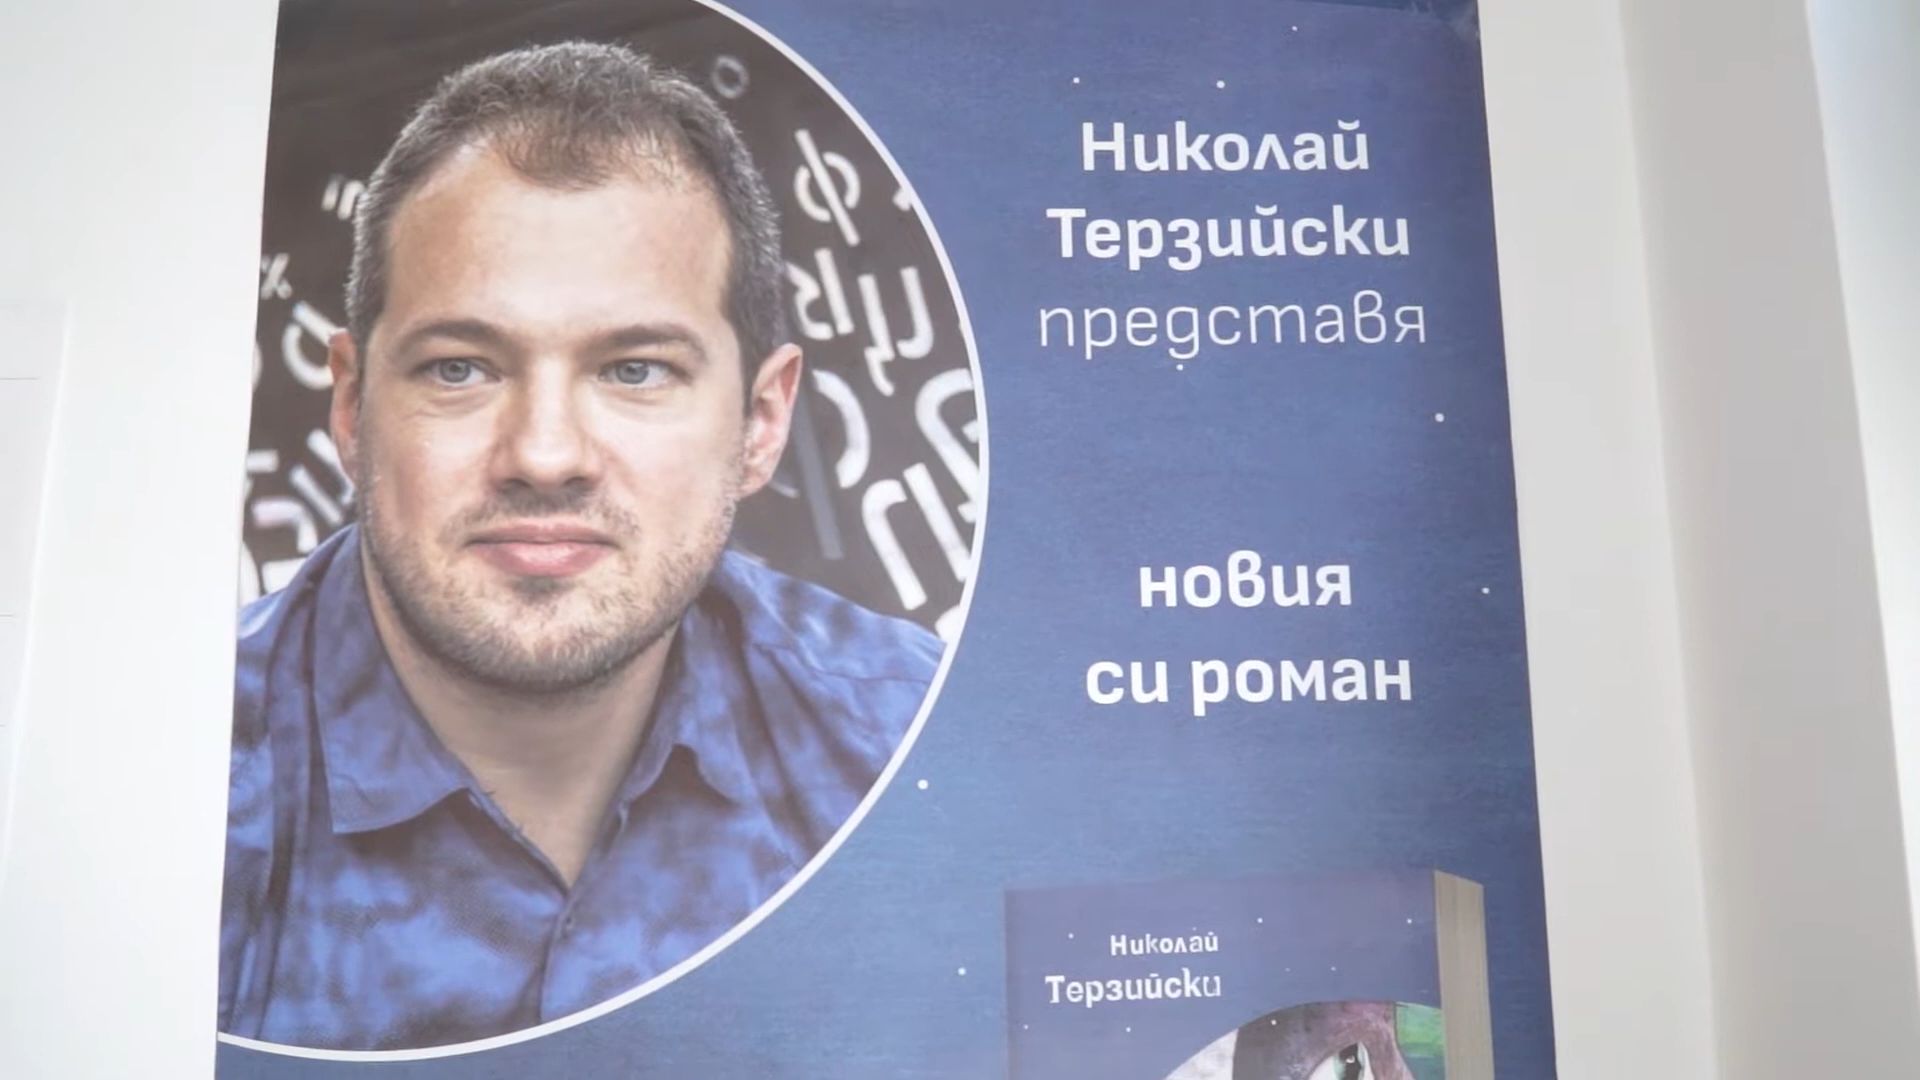 Николай
Терзийски
представя
новия
си роман
Николай
Терзийски